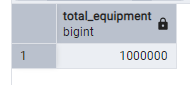 total_equipment
bigint
1 1000000